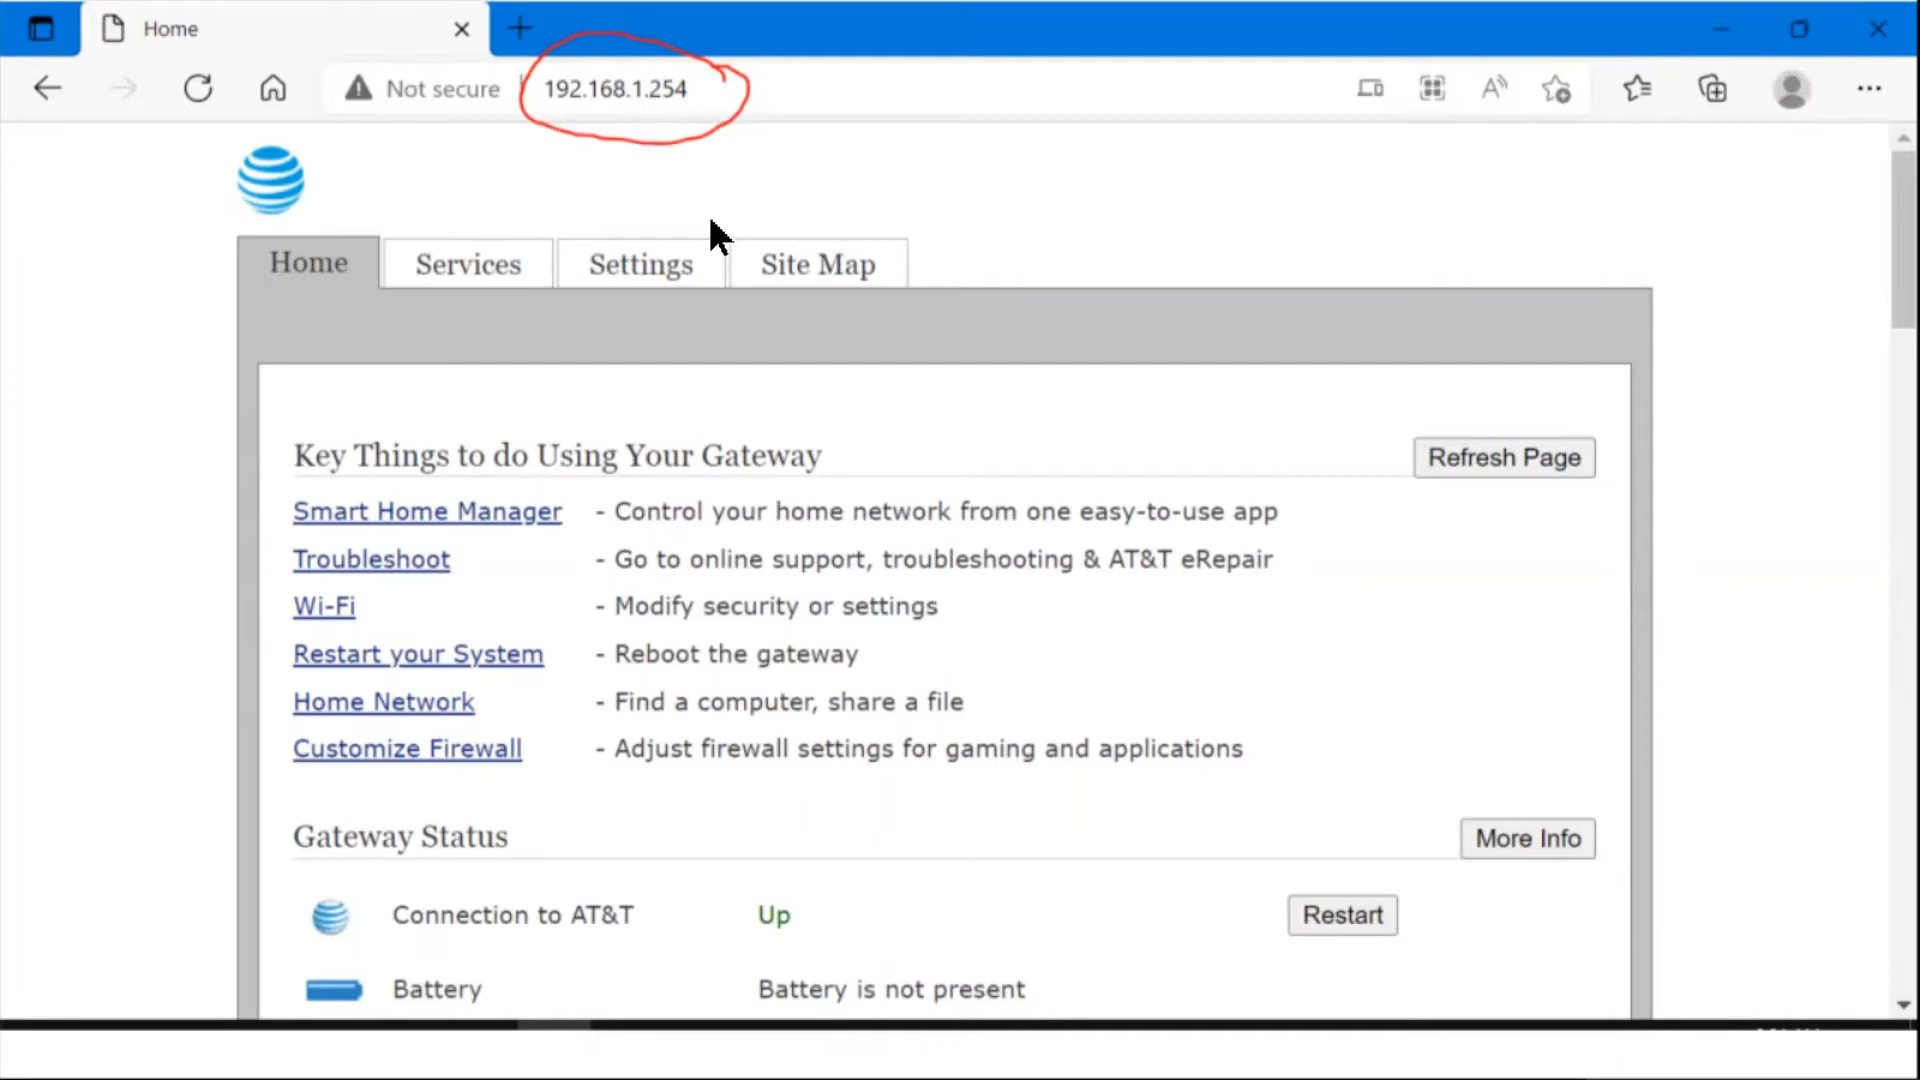 Home
Not secure 192.168.1.254
Home Services Settings Site Map
Key Things to do Using Your Gateway Refresh Page
Smart Home Manager - Control your home network from one easy-to-use app
Troubleshoot - Go to online support, troubleshooting & AT&T eRepair
Wi-Fi - Modify security or settings
Restart your System - Reboot the gateway
Home Network - Find a computer, share a file
Customize Firewall - Adjust firewall settings for gaming and applications
Gateway Status More Info
Connection to AT&T Up Restart
Battery Battery is not present